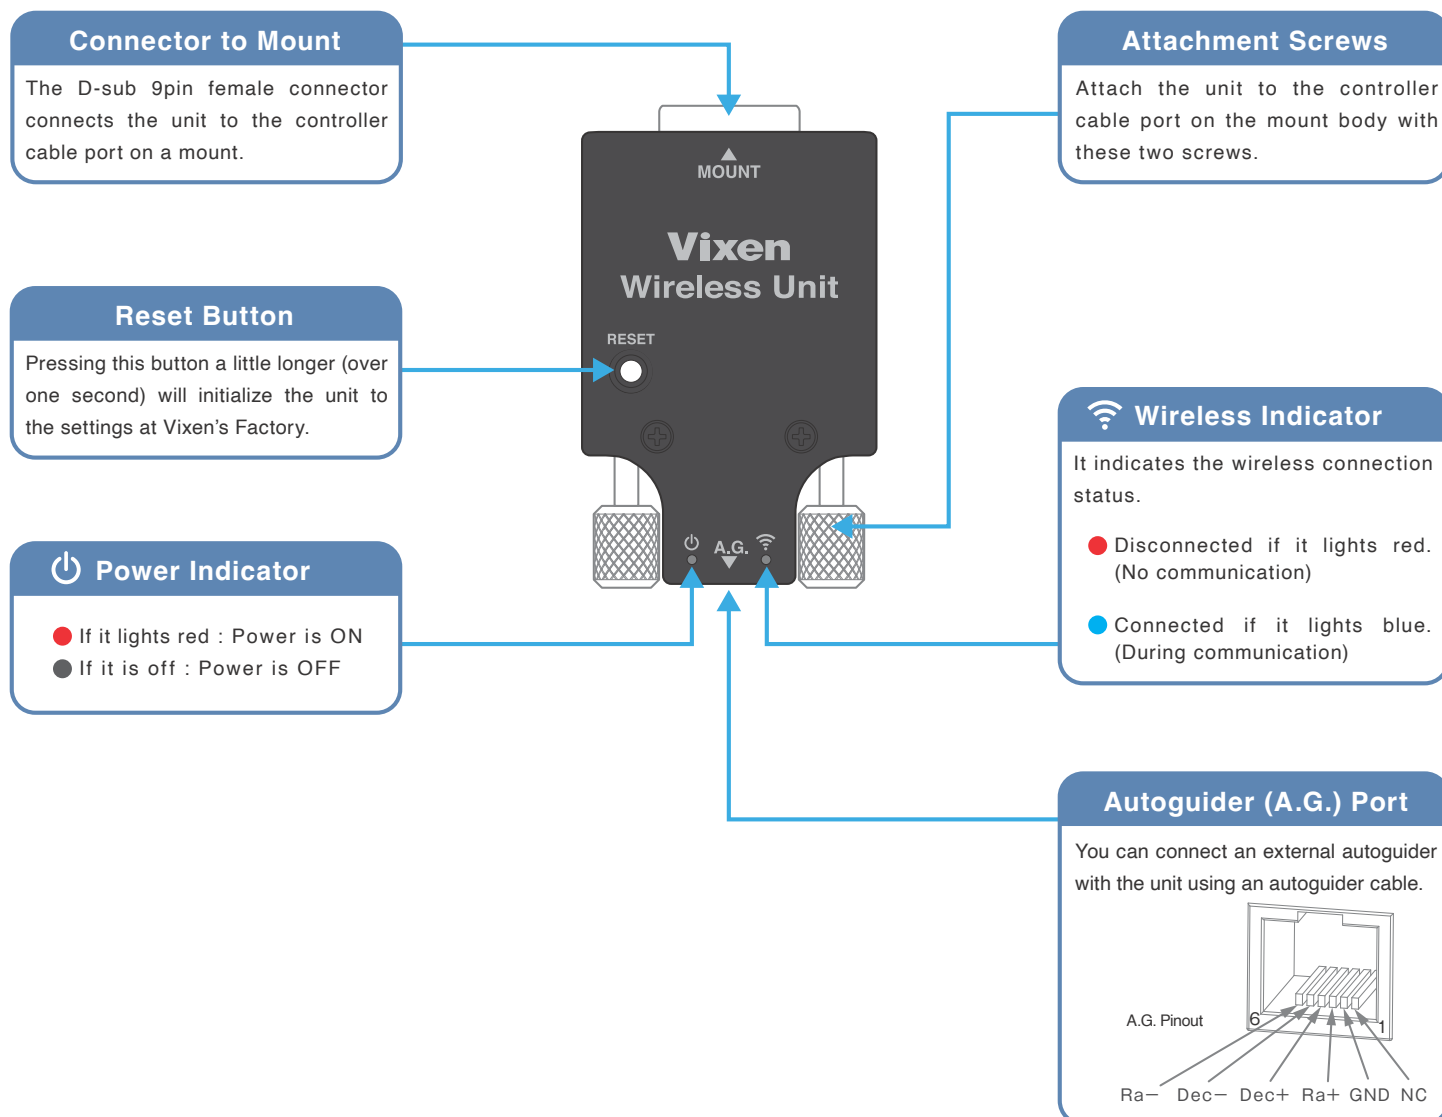 Connector to Mount
The D-sub 9pin female connector
connects the unit to the controller
cable port on a mount.
Reset Button
Pressing this button a little longer (over
one second) will initialize the unit to
the settings at Vixen's Factory.
Power Indicator
If it lights red : Power is ON
If it is off : Power is OFF
MOUNT
Vixen
Wireless Unit
RESET
A.G.
Attachment Screws
Attach the unit to the controller
cable port on the mount body with
these two screws.
Wireless Indicator
It indicates the wireless connection
status.
Disconnected if it lights red.
(No communication)
Connected if it lights blue.
(During communication)
Autoguider (A.G.) Port
You can connect an external autoguider
with the unit using an autoguider cable.
A.G. Pinout
6 1
Ra− Dec− Dec+ Ra+ GND NC